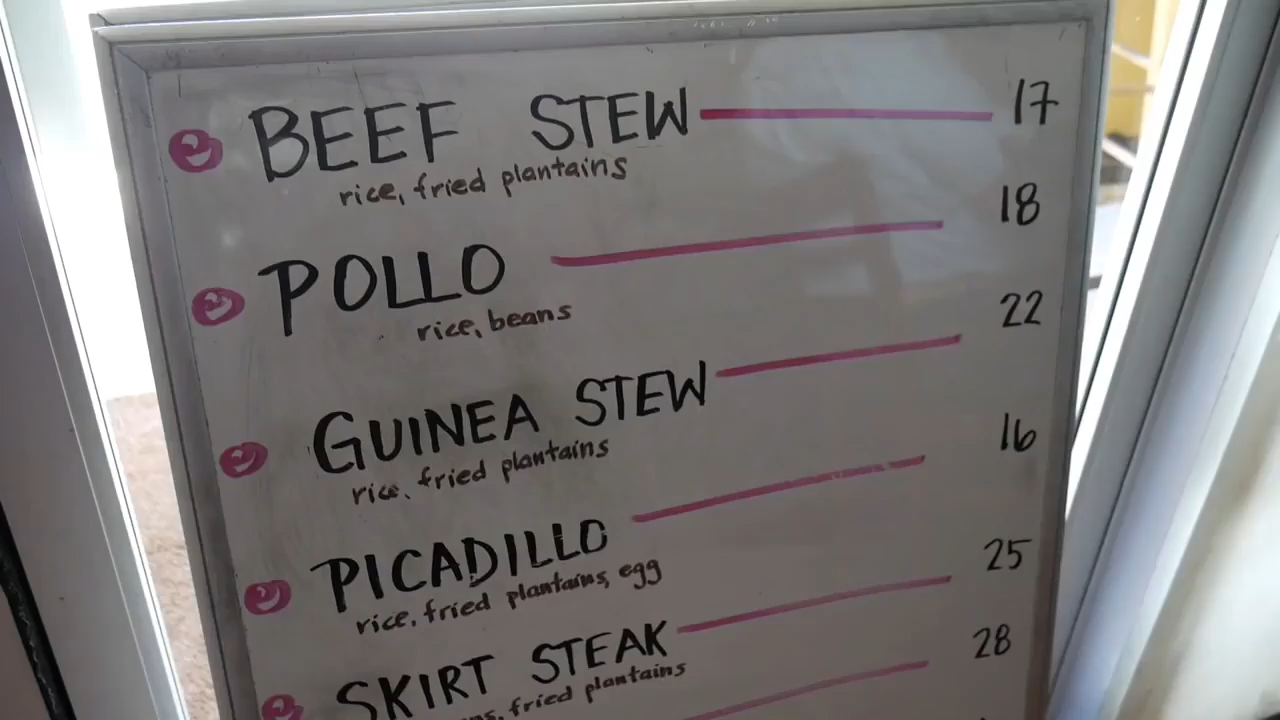 BEEF STEW 17
rice, fried plantains
POLLO 18
rice, beans
GUINEA STEW 22
rice, fried plantains
PICADILLO 16
rice, fried plantains, egg
SKIRT STEAK 25
fried plantains
28